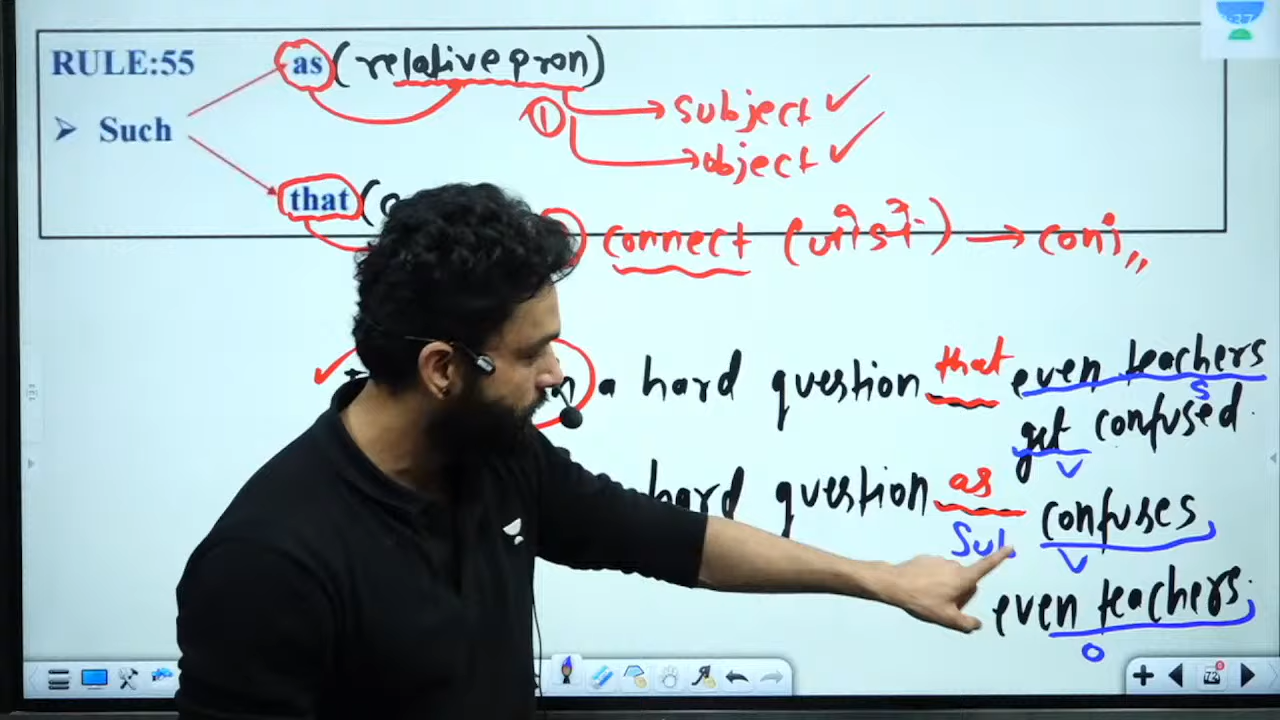 RULE:55
as (relative pron)
① → subject ✓
➢ Such
→ object ✓
that (
connect ( ) → conj,,
a hard question that even teachers
S
get confused.
V
hard question as confuses
Sub V
even teachers.
O